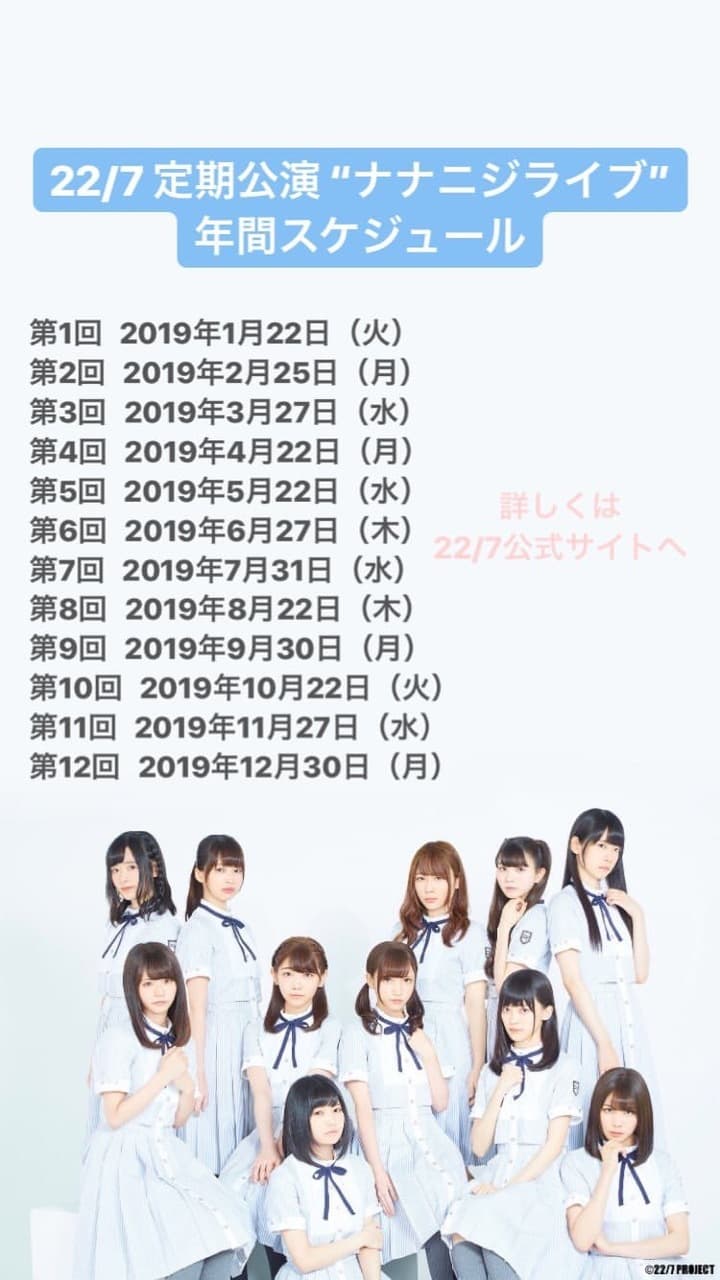 22/7 定期公演 “ナナニジライブ”
年間スケジュール
第1回 2019年1月22日（火）
第2回 2019年2月25日（月）
第3回 2019年3月27日（水）
第4回 2019年4月22日（月）
第5回 2019年5月22日（水）
第6回 2019年6月27日（木）
第7回 2019年7月31日（水）
第8回 2019年8月22日（木）
第9回 2019年9月30日（月）
第10回 2019年10月22日（火）
第11回 2019年11月27日（水）
第12回 2019年12月30日（月）
詳しくは
22/7公式サイトへ
©22/7 PROJECT